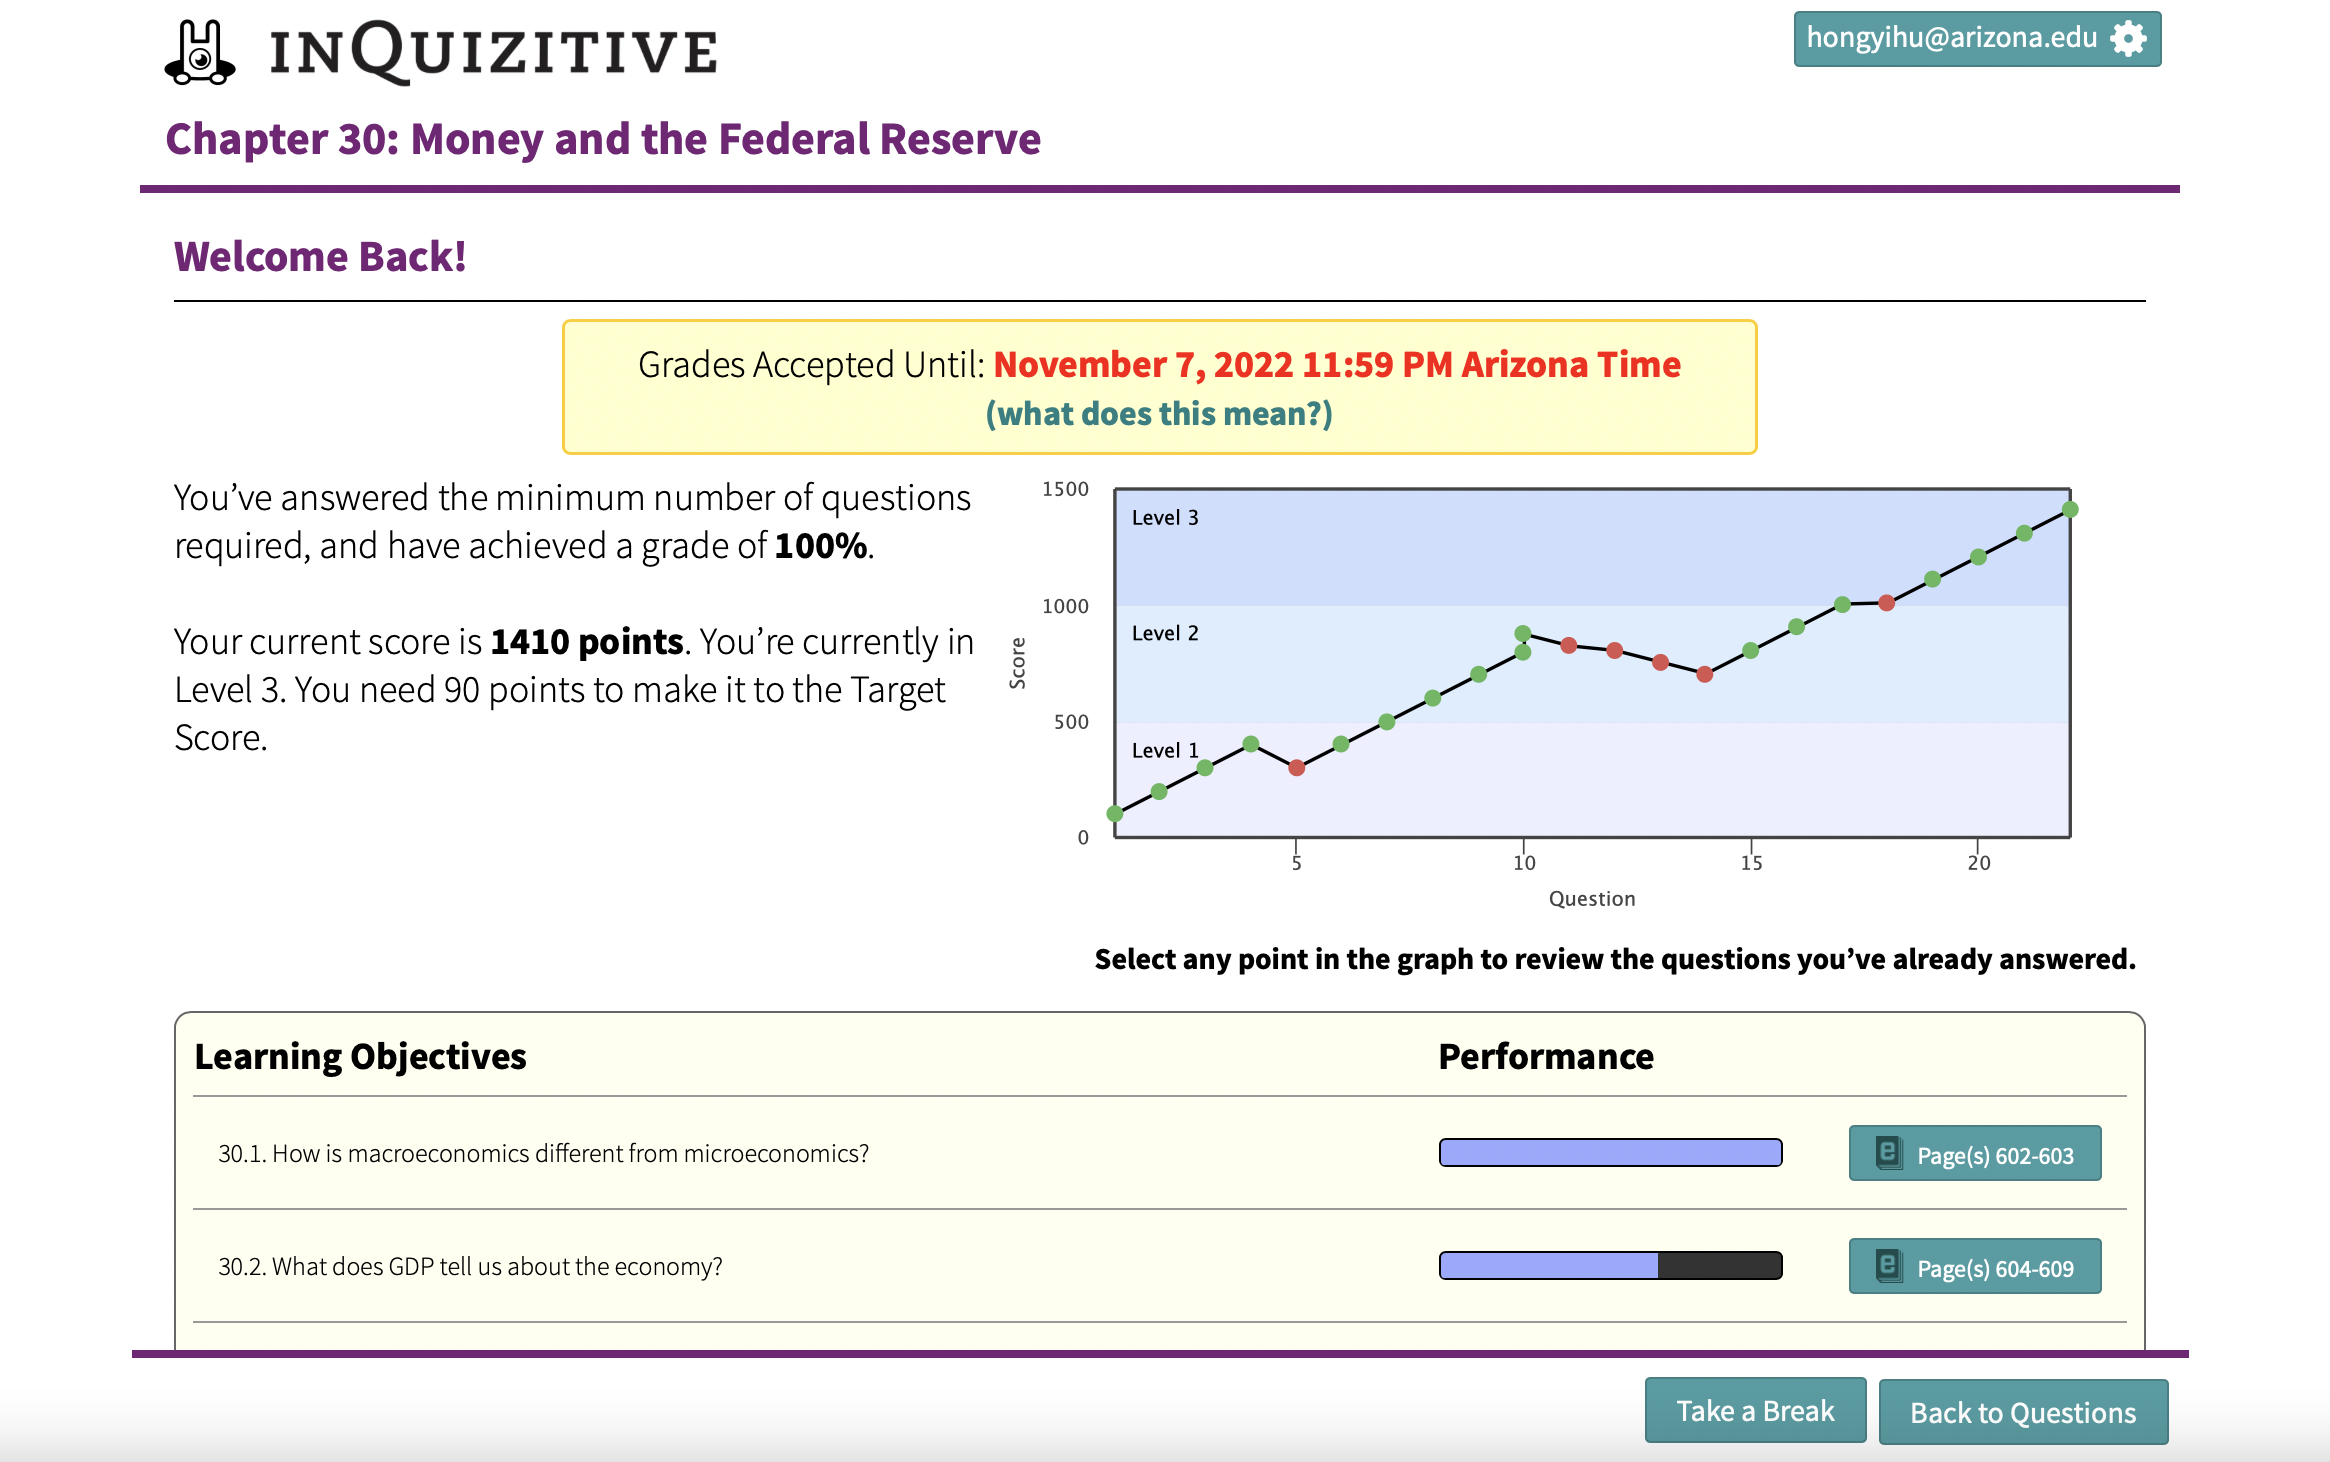 INQUIZITIVE
hongyihu@arizona.edu
Chapter 30: Money and the Federal Reserve
Welcome Back!
Grades Accepted Until: November 7, 2022 11:59 PM Arizona Time
(what does this mean?)
You’ve answered the minimum number of questions
required, and have achieved a grade of 100%.
Your current score is 1410 points. You’re currently in
Level 3. You need 90 points to make it to the Target
Score.
1500
Level 3
1000
Level 2
Score
500
Level 1
0
5 10 15 20
Question
Select any point in the graph to review the questions you’ve already answered.
Learning Objectives Performance
30.1. How is macroeconomics different from microeconomics? e Page(s) 602-603
30.2. What does GDP tell us about the economy? e Page(s) 604-609
Take a Break Back to Questions